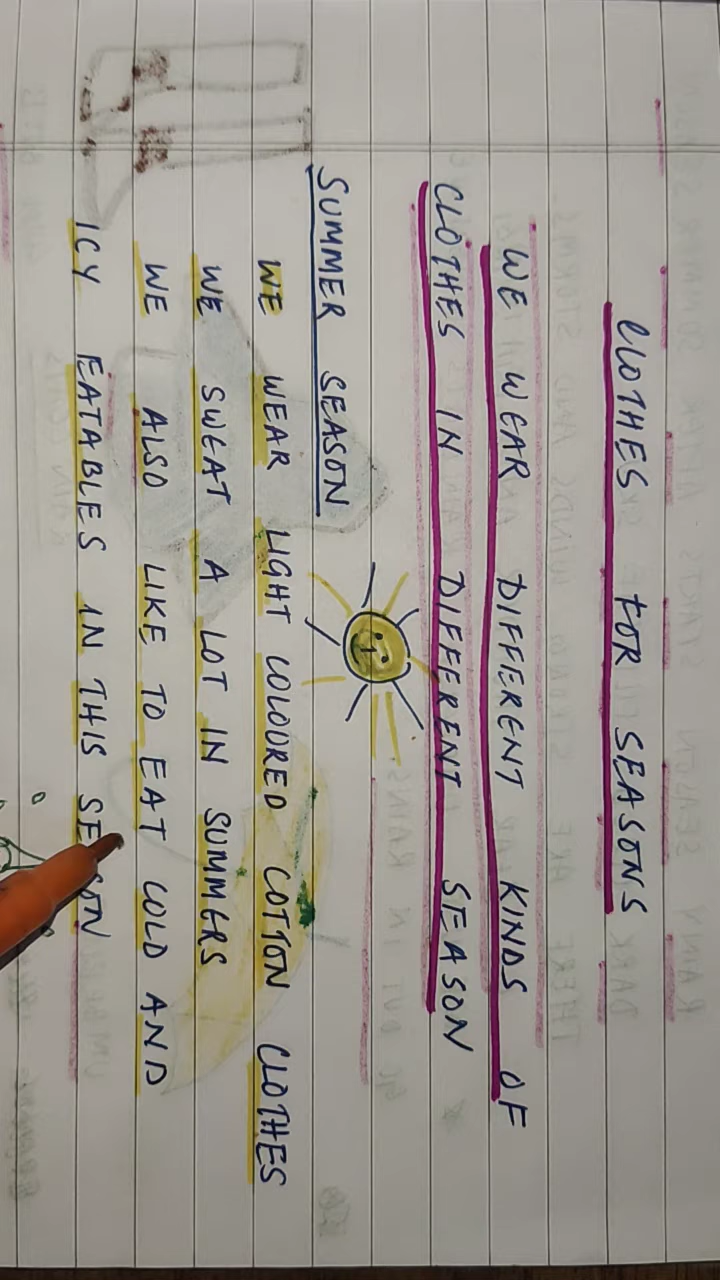 CLOTHES FOR SEASONS
WE WEAR DIFFERENT KINDS OF
CLOTHES IN DIFFERENT SEASON
SUMMER SEASON
WE WEAR LIGHT COLOURED COTTON CLOTHES
WE SWEAT A LOT IN SUMMERS
WE ALSO LIKE TO EAT COLD AND
ICY EATABLES IN THIS SEASON